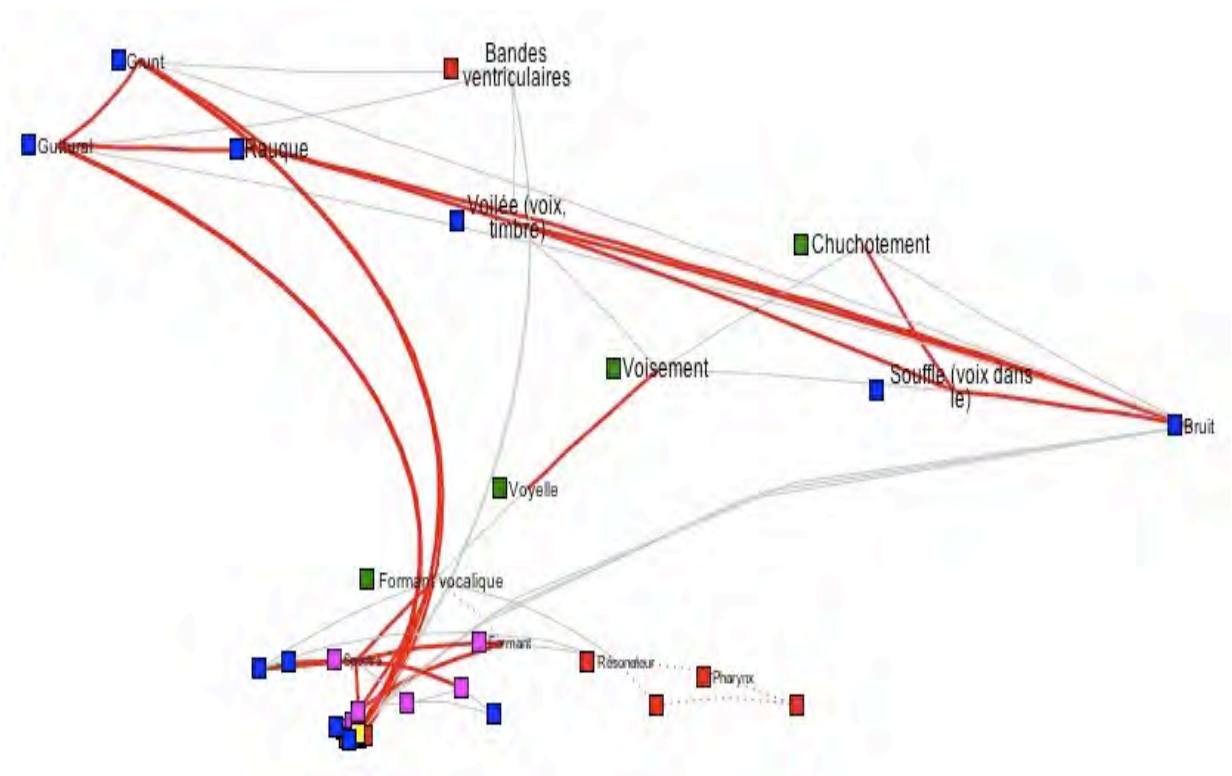 Grunt
Bandes
ventriculaires
Guttural
Rauque
Voilée (voix,
timbre)
Chuchotement
Voisement
Souffle (voix dans
le)
Bruit
Voyelle
Formant vocalique
Formant
Spectre
Résonateur
Pharynx